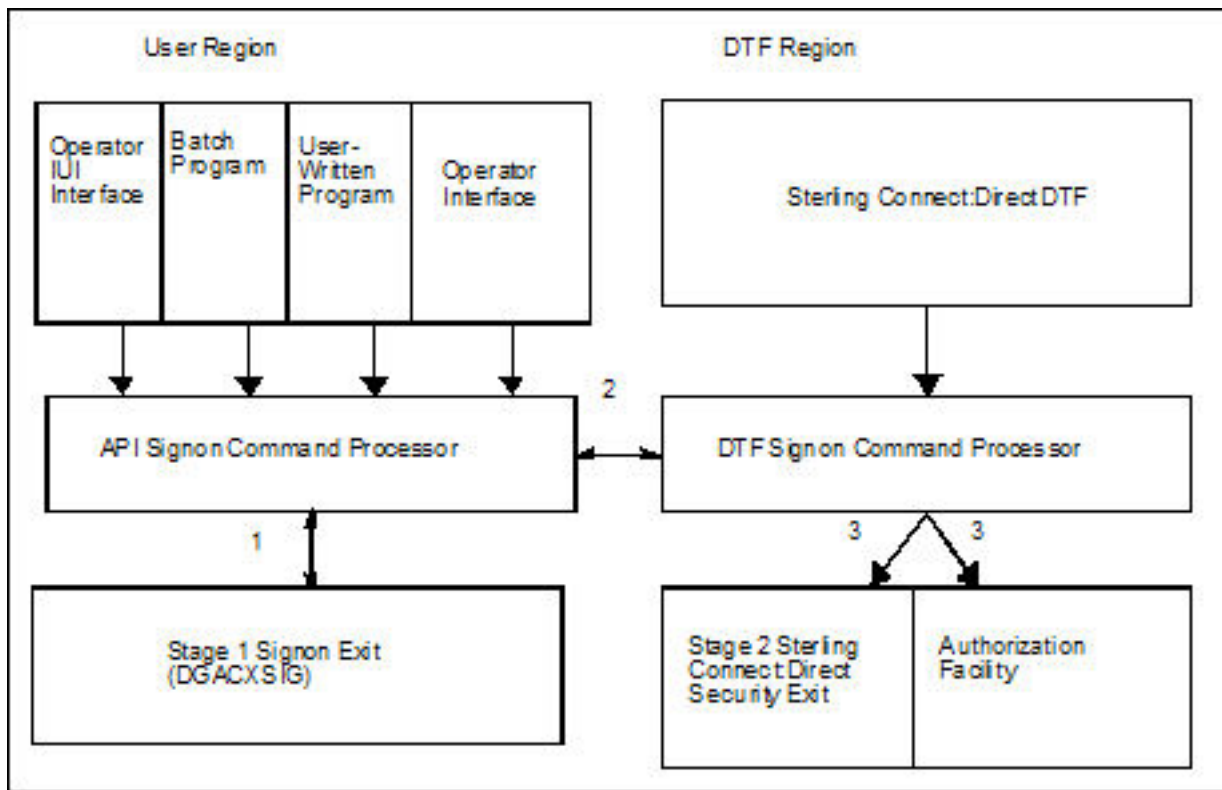 User Region
DTF Region
Operator
IUI
Interface
Batch
Program
User-
Written
Program
Operator
Interface
Sterling Connect:Direct DTF
2
API Signon Command Processor
DTF Signon Command Processor
1
3
3
Stage 1 Signon Exit
(DGACXSIG)
Stage 2 Sterling
Connect:Direct
Security Exit
Authorization
Facility